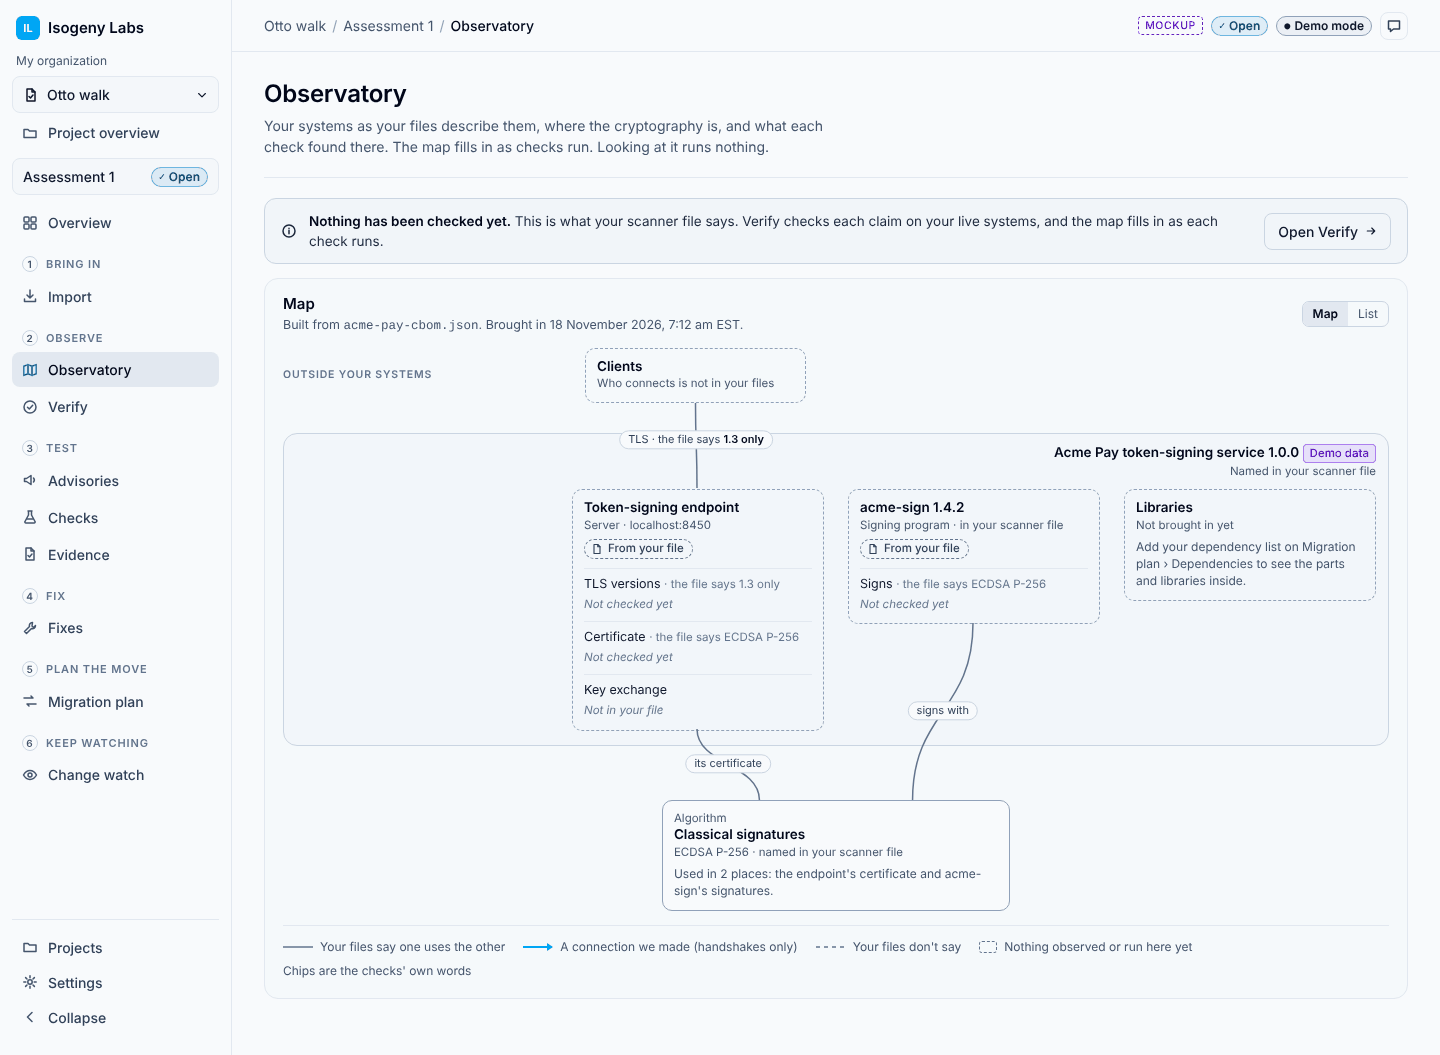 IL Isogeny Labs
My organization
Otto walk
Project overview
Assessment 1 ✓ Open
Overview
1 BRING IN
Import
2 OBSERVE
Observatory
Verify
3 TEST
Advisories
Checks
Evidence
4 FIX
Fixes
5 PLAN THE MOVE
Migration plan
6 KEEP WATCHING
Change watch
Projects
Settings
Collapse
Otto walk / Assessment 1 / Observatory
MOCKUP ✓ Open ● Demo mode
Observatory
Your systems as your files describe them, where the cryptography is, and what each
check found there. The map fills in as checks run. Looking at it runs nothing.
Nothing has been checked yet. This is what your scanner file says. Verify checks each claim on your live systems, and the map fills in as each
check runs.
Open Verify →
Map
Built from acme-pay-cbom.json. Brought in 18 November 2026, 7:12 am EST.
Map List
OUTSIDE YOUR SYSTEMS
Clients
Who connects is not in your files
TLS · the file says 1.3 only
Acme Pay token-signing service 1.0.0 Demo data
Named in your scanner file
Token-signing endpoint
Server · localhost:8450
From your file
TLS versions · the file says 1.3 only
Not checked yet
Certificate · the file says ECDSA P-256
Not checked yet
Key exchange
Not in your file
acme-sign 1.4.2
Signing program · in your scanner file
From your file
Signs · the file says ECDSA P-256
Not checked yet
Libraries
Not brought in yet
Add your dependency list on Migration
plan › Dependencies to see the parts
and libraries inside.
signs with
its certificate
Algorithm
Classical signatures
ECDSA P-256 · named in your scanner file
Used in 2 places: the endpoint's certificate and acme-
sign's signatures.
Your files say one uses the other
A connection we made (handshakes only)
Your files don't say
Nothing observed or run here yet
Chips are the checks' own words